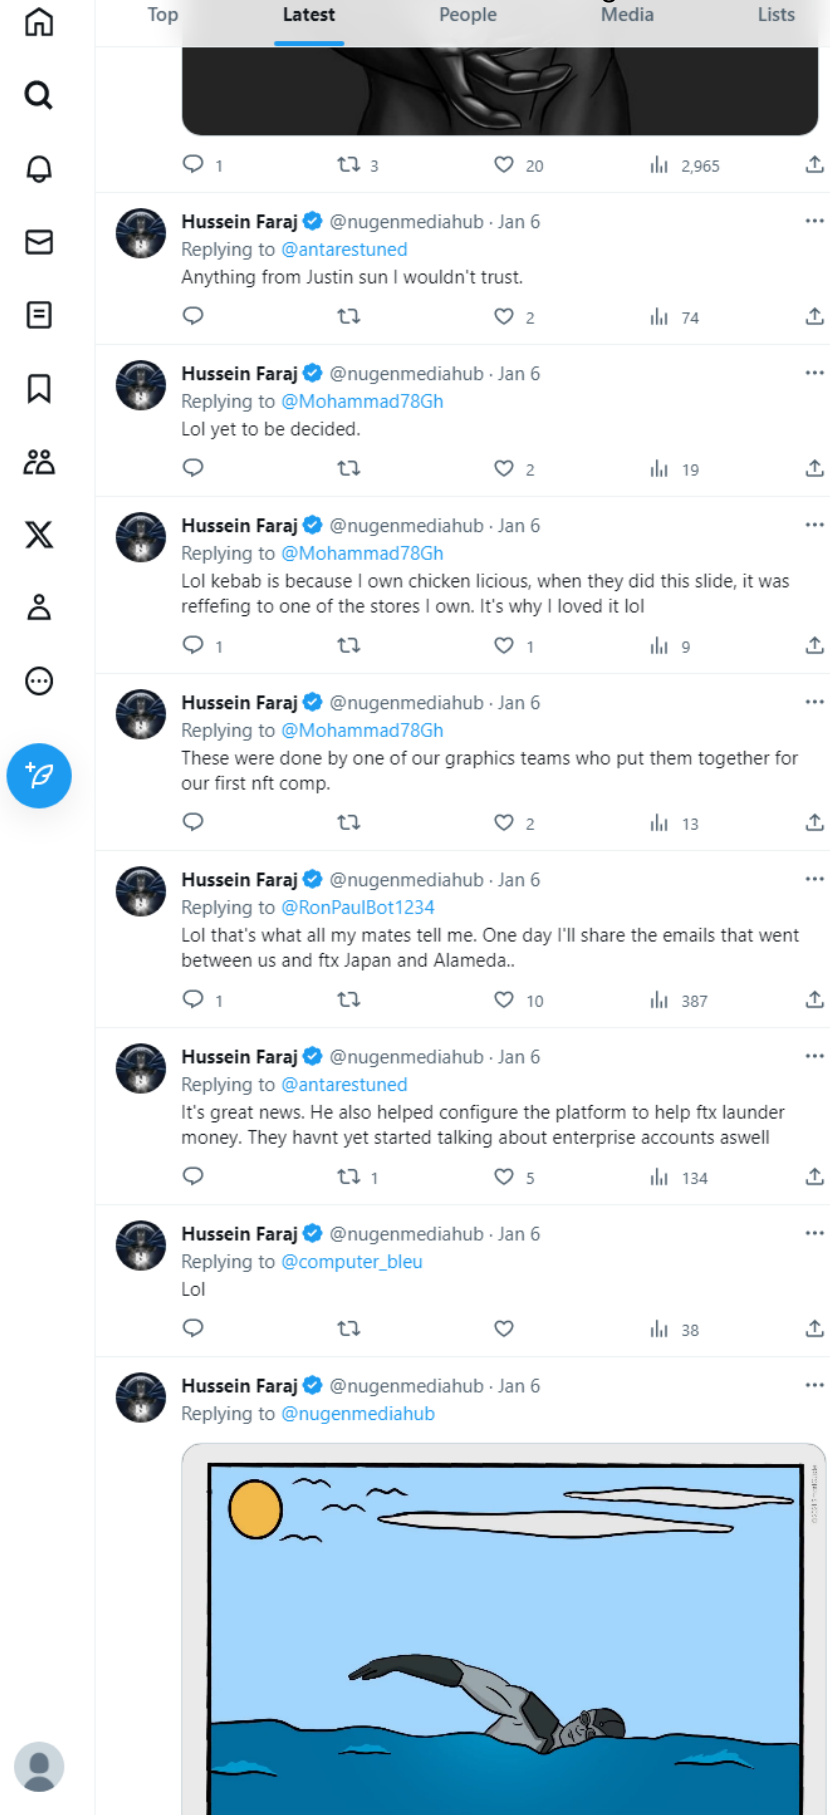 Top Latest People Media Lists
1 3 20 2,965
Hussein Faraj @nugenmediahub · Jan 6
Replying to @antarestuned
Anything from Justin sun I wouldn't trust.
2 74
Hussein Faraj @nugenmediahub · Jan 6
Replying to @Mohammad78Gh
Lol yet to be decided.
2 19
Hussein Faraj @nugenmediahub · Jan 6
Replying to @Mohammad78Gh
Lol kebab is because I own chicken licious, when they did this slide, it was
reffefing to one of the stores I own. It's why I loved it lol
1 1 9
Hussein Faraj @nugenmediahub · Jan 6
Replying to @Mohammad78Gh
These were done by one of our graphics teams who put them together for
our first nft comp.
2 13
Hussein Faraj @nugenmediahub · Jan 6
Replying to @RonPaulBot1234
Lol that's what all my mates tell me. One day I'll share the emails that went
between us and ftx Japan and Alameda..
1 10 387
Hussein Faraj @nugenmediahub · Jan 6
Replying to @antarestuned
It's great news. He also helped configure the platform to help ftx launder
money. They havnt yet started talking about enterprise accounts aswell
1 5 134
Hussein Faraj @nugenmediahub · Jan 6
Replying to @computer_bleu
Lol
38
Hussein Faraj @nugenmediahub · Jan 6
Replying to @nugenmediahub